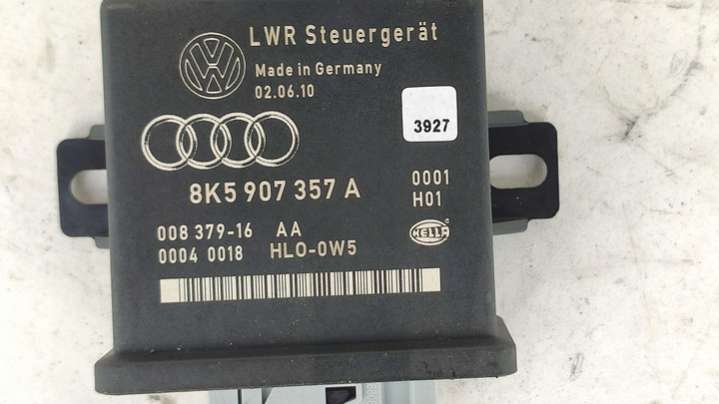 LWR Steuergerät
Made in Germany
02.06.10
3927
8K5 907 357 A
0001
H01
008 379-16 AA
0004 0018 HLO-0W5
HELLA